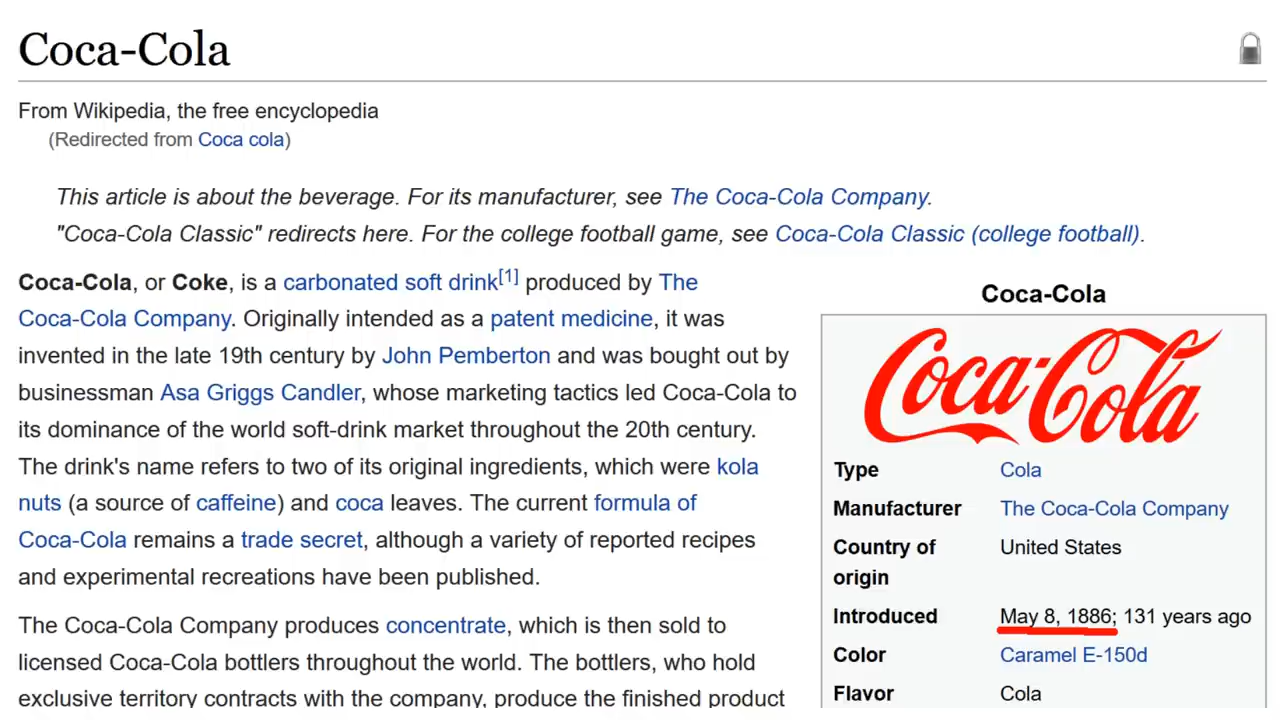 Coca-Cola
From Wikipedia, the free encyclopedia
(Redirected from Coca cola)
This article is about the beverage. For its manufacturer, see The Coca-Cola Company.
"Coca-Cola Classic" redirects here. For the college football game, see Coca-Cola Classic (college football).
Coca-Cola, or Coke, is a carbonated soft drink[1] produced by The
Coca-Cola Company. Originally intended as a patent medicine, it was
invented in the late 19th century by John Pemberton and was bought out by
businessman Asa Griggs Candler, whose marketing tactics led Coca-Cola to
its dominance of the world soft-drink market throughout the 20th century.
The drink's name refers to two of its original ingredients, which were kola
nuts (a source of caffeine) and coca leaves. The current formula of
Coca-Cola remains a trade secret, although a variety of reported recipes
and experimental recreations have been published.
The Coca-Cola Company produces concentrate, which is then sold to
licensed Coca-Cola bottlers throughout the world. The bottlers, who hold
exclusive territory contracts with the company, produce the finished product
Coca-Cola
Coca-Cola
Type Cola
Manufacturer The Coca-Cola Company
Country of United States
origin
Introduced May 8, 1886; 131 years ago
Color Caramel E-150d
Flavor Cola